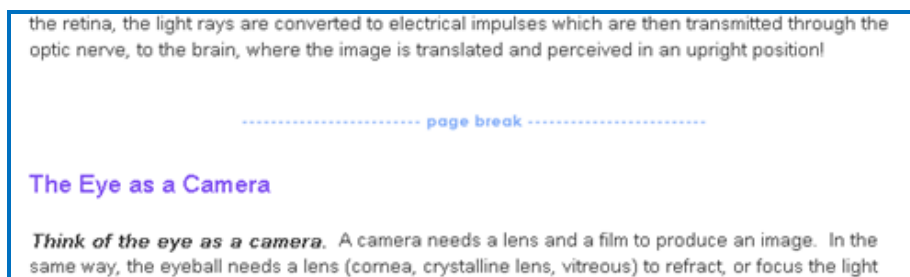 the retina, the light rays are converted to electrical impulses which are then transmitted through the
optic nerve, to the brain, where the image is translated and perceived in an upright position!
------------------------- page break -------------------------
The Eye as a Camera
Think of the eye as a camera. A camera needs a lens and a film to produce an image. In the
same way, the eyeball needs a lens (cornea, crystalline lens, vitreous) to refract, or focus the light